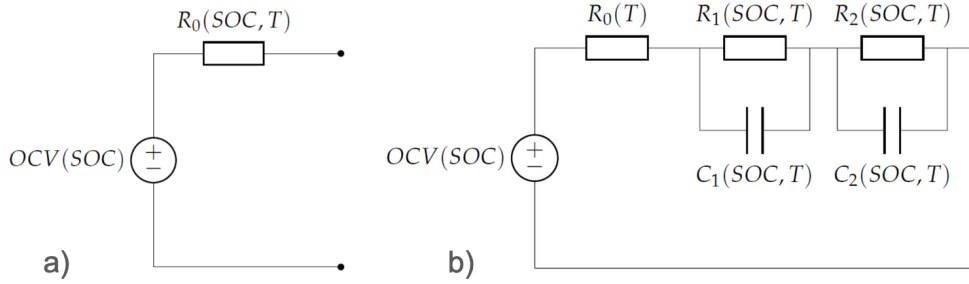 R₀(SOC, T)
OCV(SOC)
a)
R₀(T)
R₁(SOC, T)
R₂(SOC, T)
OCV(SOC)
C₁(SOC, T)
C₂(SOC, T)
b)